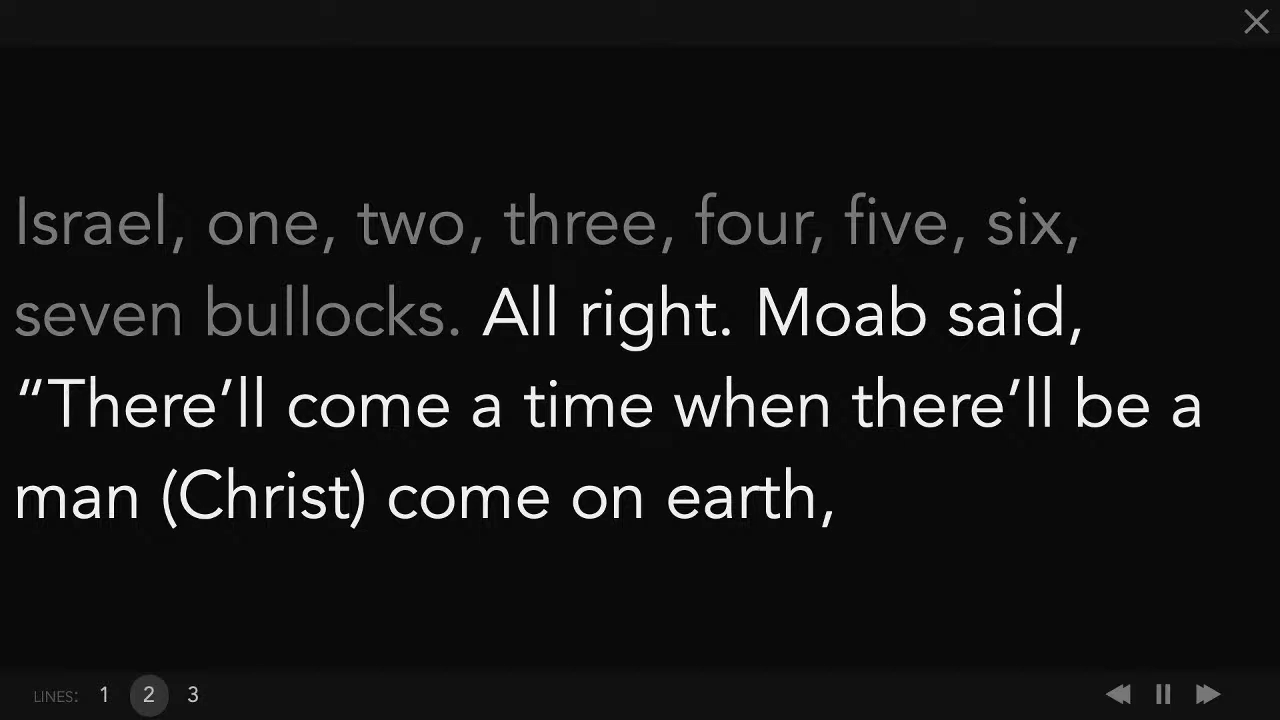 Israel, one, two, three, four, five, six,
seven bullocks. All right. Moab said,
“There’ll come a time when there’ll be a
man (Christ) come on earth,
LINES: 1 2 3